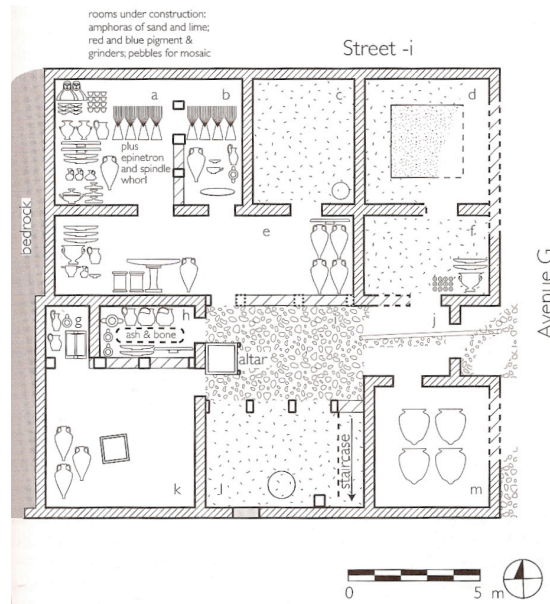 rooms under construction:
amphoras of sand and lime;
red and blue pigment &
grinders; pebbles for mosaic
Street -i
a
b
c
d
plus
epinetron
and spindle
whorl
bedrock
e
f
Avenue G
g
h
ash & bone
altar
j
staircase
k
l
m
0
5 m